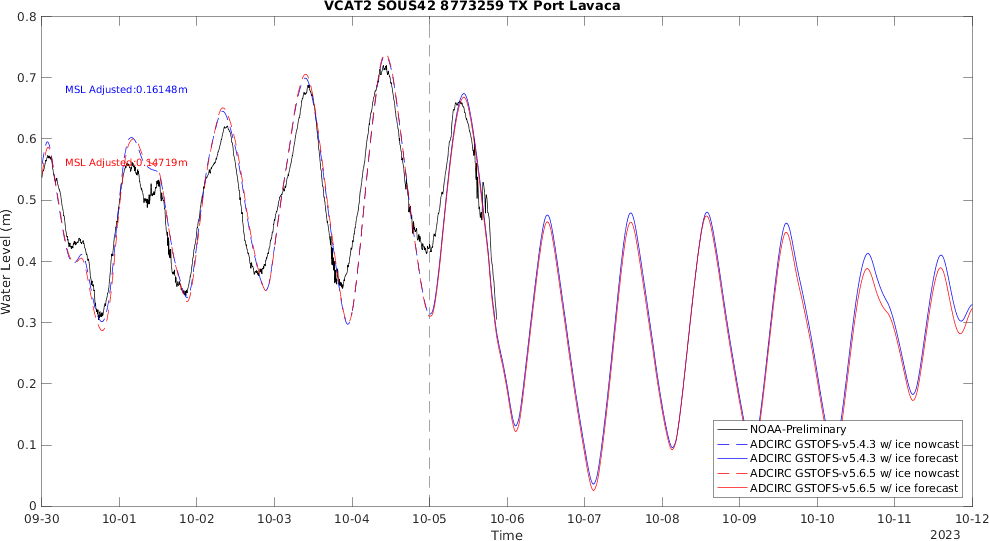 VCAT2 SOUS42 8773259 TX Port Lavaca
0.8
0.7
0.6
0.5
0.4
0.3
0.2
0.1
0
Water Level (m)
MSL Adjusted:0.16148m
MSL Adjusted:0.14719m
NOAA-Preliminary
ADCIRC GSTOFS-v5.4.3 w/ ice nowcast
ADCIRC GSTOFS-v5.4.3 w/ ice forecast
ADCIRC GSTOFS-v5.6.5 w/ ice nowcast
ADCIRC GSTOFS-v5.6.5 w/ ice forecast
09-30 10-01 10-02 10-03 10-04 10-05 10-06 10-07 10-08 10-09 10-10 10-11 10-12
Time
2023